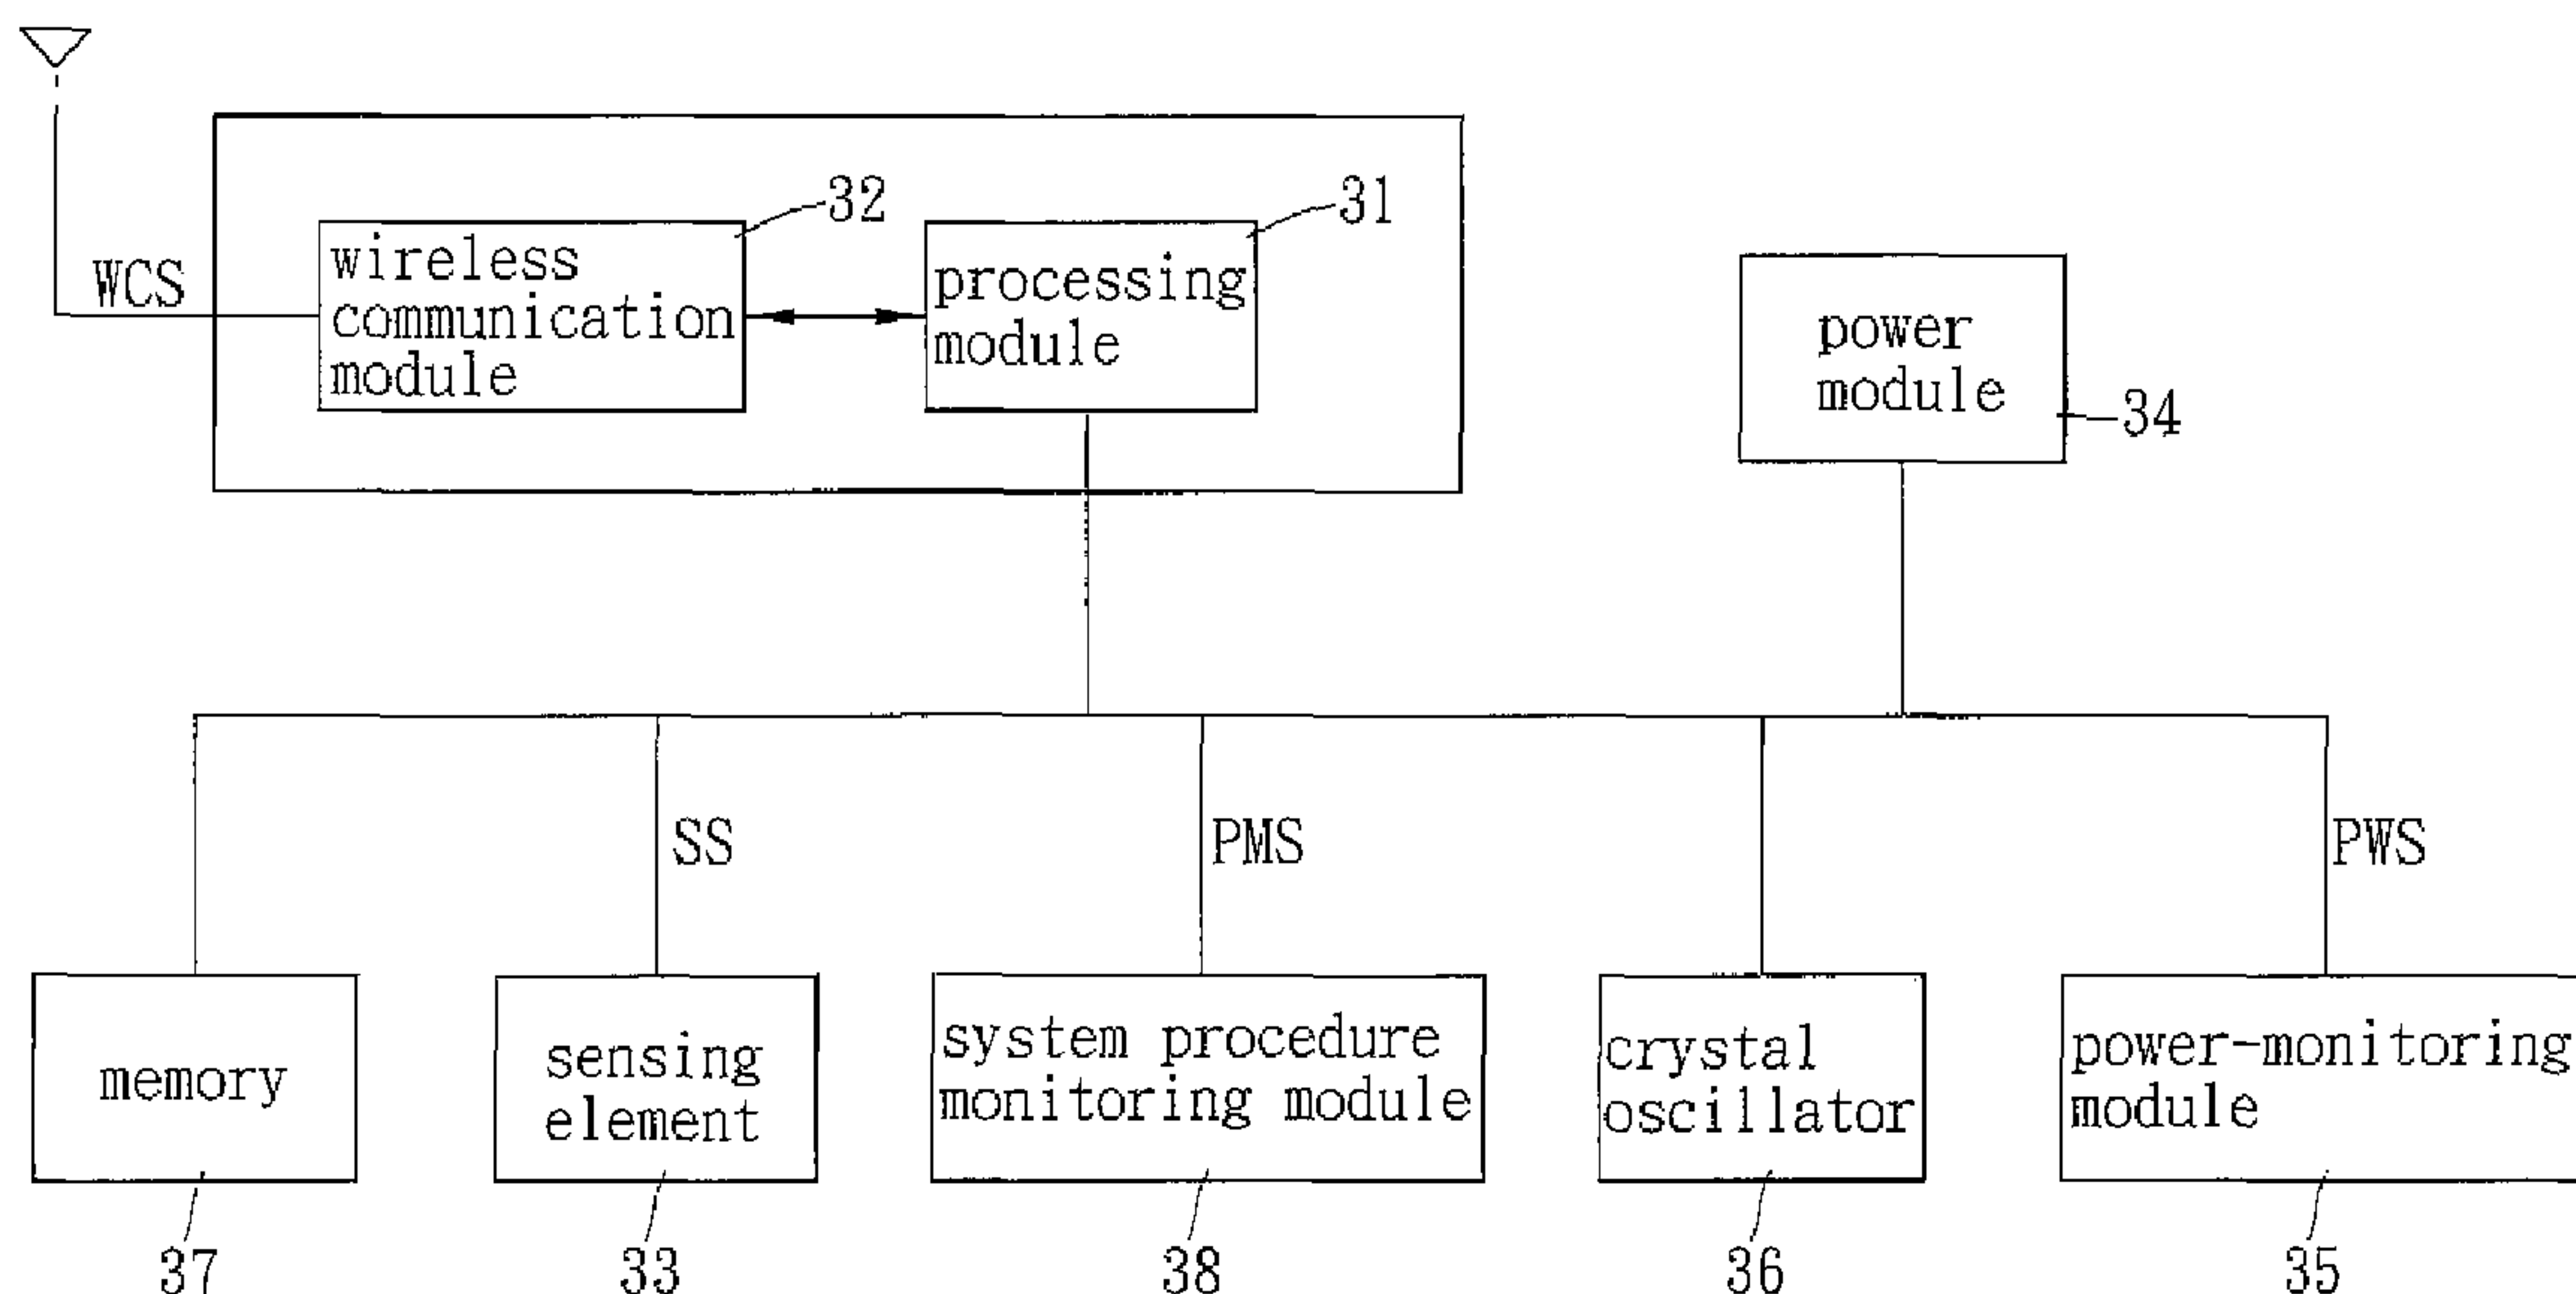 32
31
wireless
communication
module
processing
module
WCS
power
module
34
SS
PMS
PWS
memory
sensing
element
system procedure
monitoring module
crystal
oscillator
power-monitoring
module
37
33
38
36
35